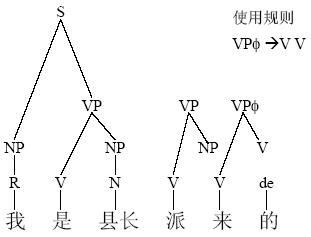 S
使用规则
VPϕ→V V
VP VP VPϕ
NP NP NP V
R V N V V de
我 是 县长 派 来 的